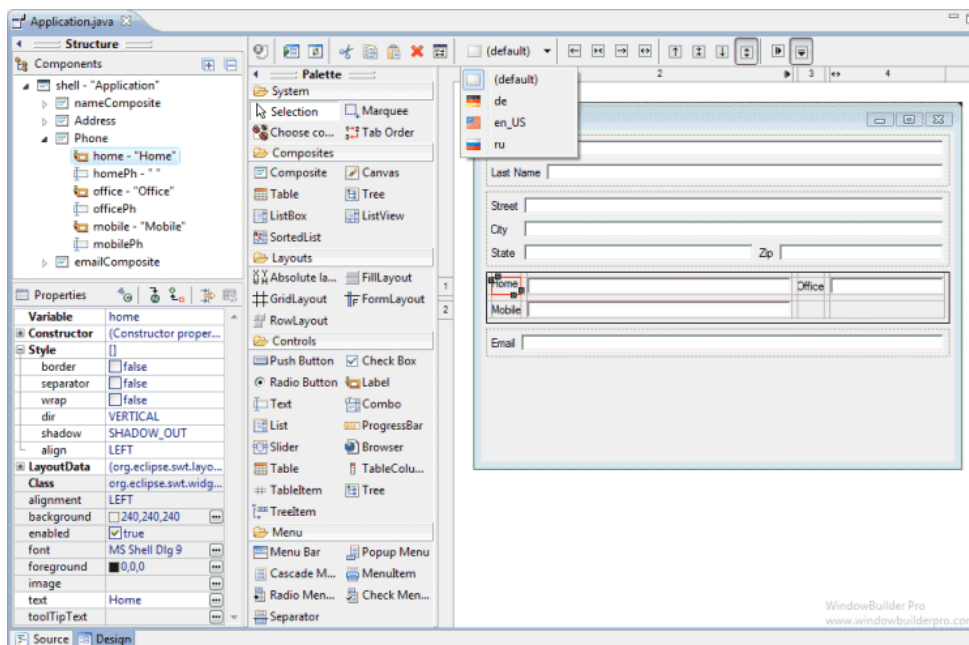 Application.java
Structure
Components
shell - "Application"
nameComposite
Address
Phone
home - "Home"
homePh - " "
office - "Office"
officePh
mobile - "Mobile"
mobilePh
emailComposite
Properties
Variable home
Constructor (Constructor proper...
Style []
border false
separator false
wrap false
dir VERTICAL
shadow SHADOW_OUT
align LEFT
LayoutData (org.eclipse.swt.layo...
Class org.eclipse.swt.widg...
alignment LEFT
background 240,240,240
enabled true
font MS Shell Dlg 9
foreground 0,0,0
image
text Home
toolTipText
Source Design
Palette
System
Selection Marquee
Choose co... Tab Order
Composites
Composite Canvas
Table Tree
ListBox ListView
SortedList
Layouts
Absolute la... FillLayout
GridLayout FormLayout
RowLayout
Controls
Push Button Check Box
Radio Button Label
Text Combo
List ProgressBar
Slider Browser
Table TableColu...
TableItem Tree
TreeItem
Menu
Menu Bar Popup Menu
Cascade M... MenuItem
Radio Men... Check Men...
Separator
(default)
(default)
de
en_US
ru
2 3 4
1
2
Last Name
Street
City
State Zip
Home Office
Mobile
Email
WindowBuilder Pro
www.windowbuilderpro.com